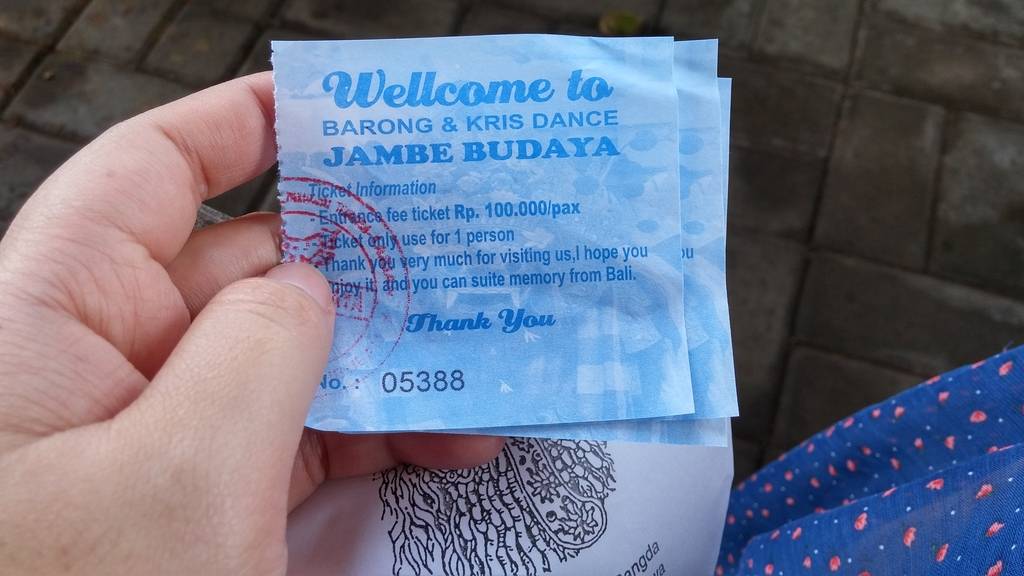 Wellcome to
BARONG & KRIS DANCE
JAMBE BUDAYA
Ticket Information
- Entrance fee ticket Rp. 100.000/pax
- Ticket only use for 1 person
- Thank you very much for visiting us,I hope you
enjoy it, and you can suite memory from Bali.
Thank You
No. : 05388
ou